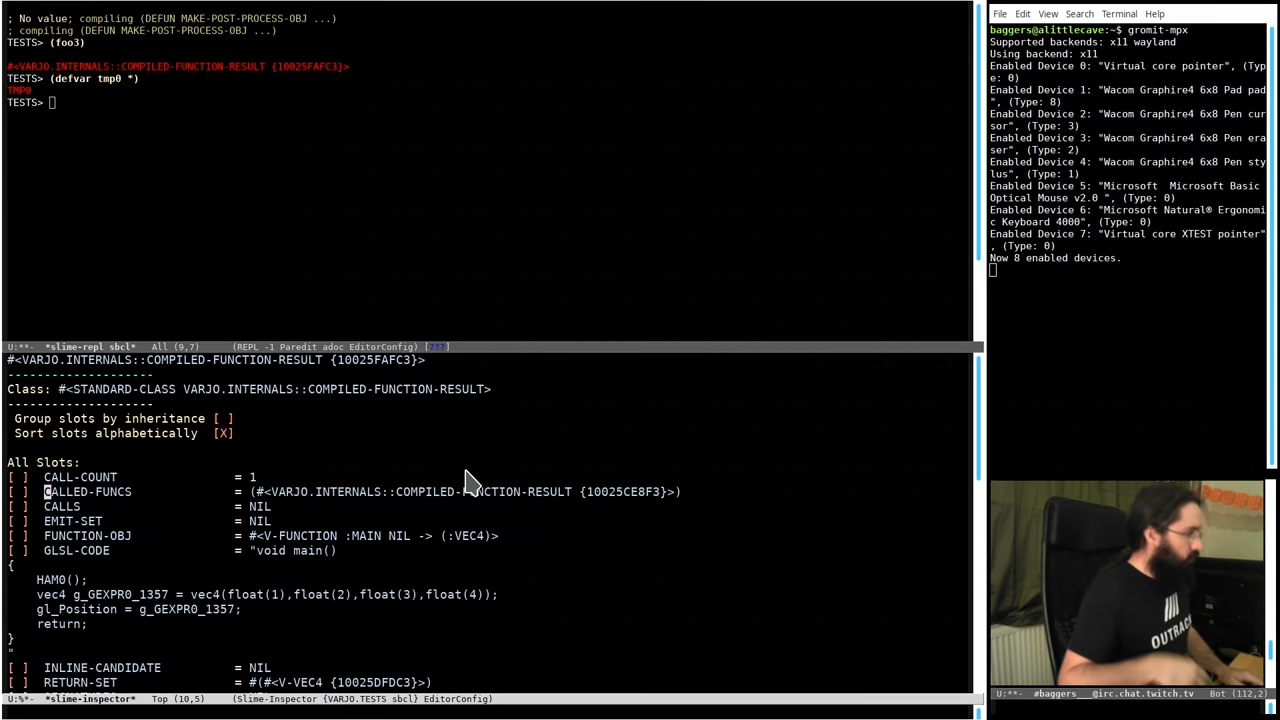 ; No value; compiling (DEFUN MAKE-POST-PROCESS-OBJ ...)
; compiling (DEFUN MAKE-POST-PROCESS-OBJ ...)
TESTS> (foo3)
#<VARJO.INTERNALS::COMPILED-FUNCTION-RESULT {10025FAFC3}>
TESTS> (defvar tmp0 *)
TMP0
TESTS>
U:**- *slime-repl sbcl* All (9,7) (REPL -1 Paredit adoc EditorConfig) [???]
#<VARJO.INTERNALS::COMPILED-FUNCTION-RESULT {10025FAFC3}>
--------------------
Class: #<STANDARD-CLASS VARJO.INTERNALS::COMPILED-FUNCTION-RESULT>
--------------------
Group slots by inheritance [ ]
Sort slots alphabetically [X]
All Slots:
[ ] CALL-COUNT = 1
[ ] CALLED-FUNCS = (#<VARJO.INTERNALS::COMPILED-FUNCTION-RESULT {10025CE8F3}>)
[ ] CALLS = NIL
[ ] EMIT-SET = NIL
[ ] FUNCTION-OBJ = #<V-FUNCTION :MAIN NIL -> (:VEC4)>
[ ] GLSL-CODE = "void main()
{
HAM0();
vec4 g_GEXPR0_1357 = vec4(float(1),float(2),float(3),float(4));
gl_Position = g_GEXPR0_1357;
return;
}
"
[ ] INLINE-CANDIDATE = NIL
[ ] RETURN-SET = #(#<V-VEC4 {10025DFDC3}>)
U:%*- *slime-inspector* Top (10,5) (Slime-Inspector {VARJO.TESTS sbcl} EditorConfig)
File Edit View Search Terminal Help
baggers@alittlecave:~$ gromit-mpx
Supported backends: x11 wayland
Using backend: x11
Enabled Device 0: "Virtual core pointer", (Typ
e: 0)
Enabled Device 1: "Wacom Graphire4 6x8 Pad pad
", (Type: 8)
Enabled Device 2: "Wacom Graphire4 6x8 Pen cur
sor", (Type: 3)
Enabled Device 3: "Wacom Graphire4 6x8 Pen era
ser", (Type: 2)
Enabled Device 4: "Wacom Graphire4 6x8 Pen sty
lus", (Type: 1)
Enabled Device 5: "Microsoft  Microsoft Basic
Optical Mouse v2.0 ", (Type: 0)
Enabled Device 6: "Microsoft Natural® Ergonomi
c Keyboard 4000", (Type: 0)
Enabled Device 7: "Virtual core XTEST pointer"
, (Type: 0)
Now 8 enabled devices.
OUTRAC
U:**- #baggers___@irc.chat.twitch.tv Bot (112,2)